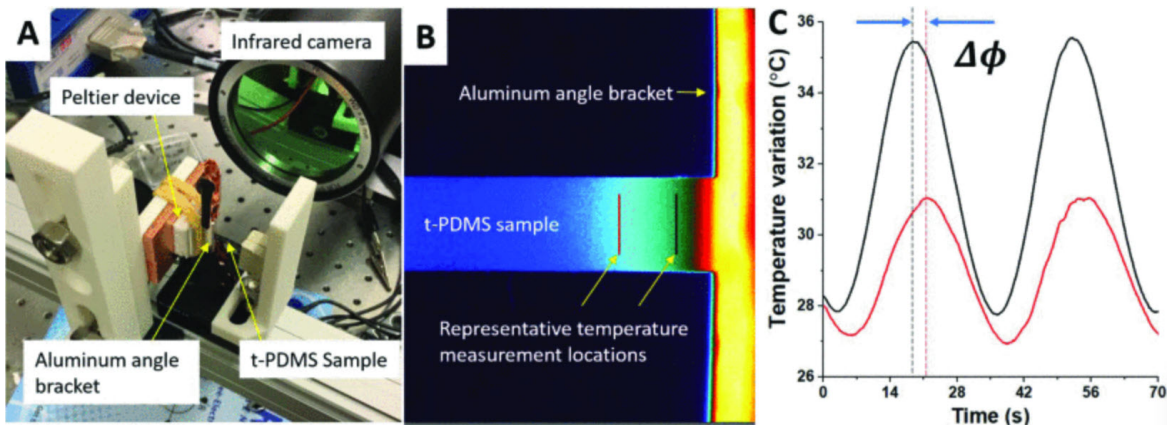 A
Infrared camera
Peltier device
Aluminum angle
bracket
t-PDMS Sample
B
Aluminum angle bracket
t-PDMS sample
Representative temperature
measurement locations
C
Δϕ
Temperature variation (°C)
36
34
32
30
28
26
0
14
28
42
56
70
Time (s)